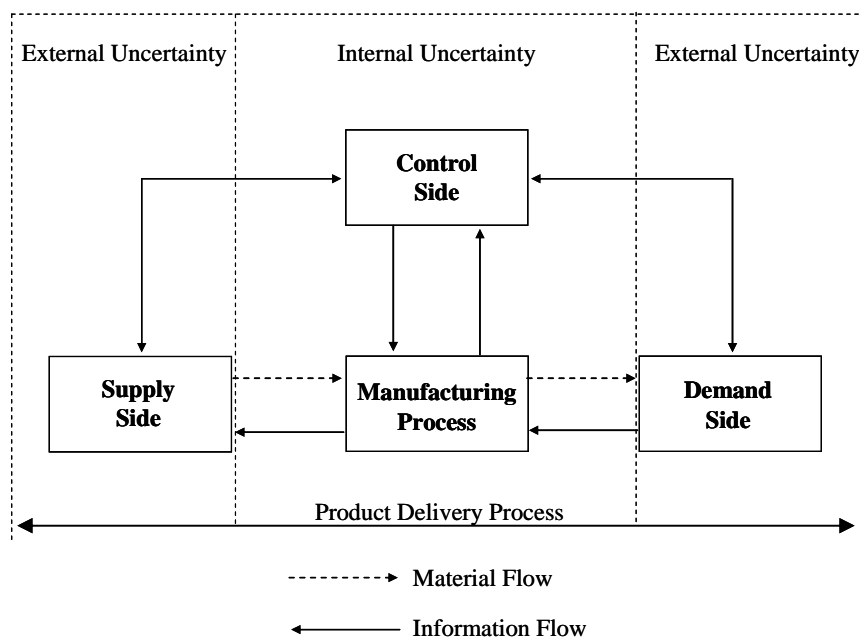 External Uncertainty
Internal Uncertainty
External Uncertainty
Control
Side
Supply
Side
Manufacturing
Process
Demand
Side
Product Delivery Process
Material Flow
Information Flow